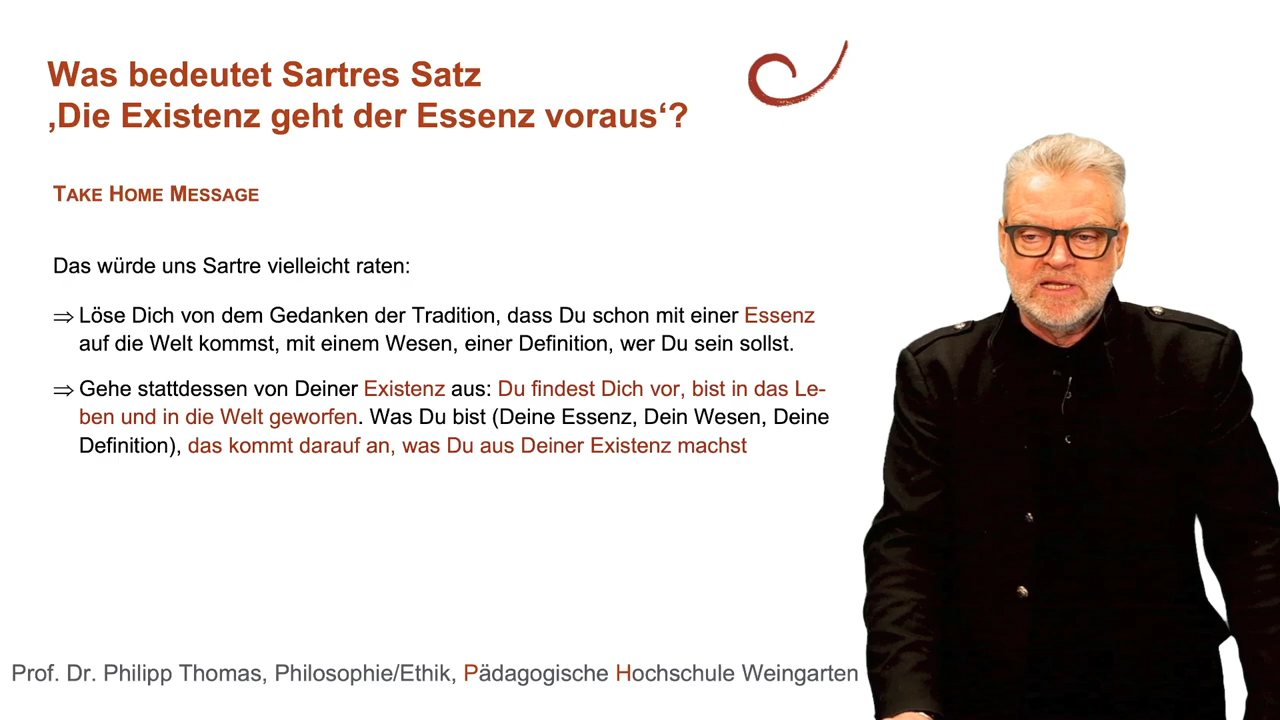 Was bedeutet Sartres Satz
‚Die Existenz geht der Essenz voraus‘?
Take Home Message
Das würde uns Sartre vielleicht raten:
⇒ Löse Dich von dem Gedanken der Tradition, dass Du schon mit einer Essenz
auf die Welt kommst, mit einem Wesen, einer Definition, wer Du sein sollst.
⇒ Gehe stattdessen von Deiner Existenz aus: Du findest Dich vor, bist in das Le-
ben und in die Welt geworfen. Was Du bist (Deine Essenz, Dein Wesen, Deine
Definition), das kommt darauf an, was Du aus Deiner Existenz machst
Prof. Dr. Philipp Thomas, Philosophie/Ethik, Pädagogische Hochschule Weingarten